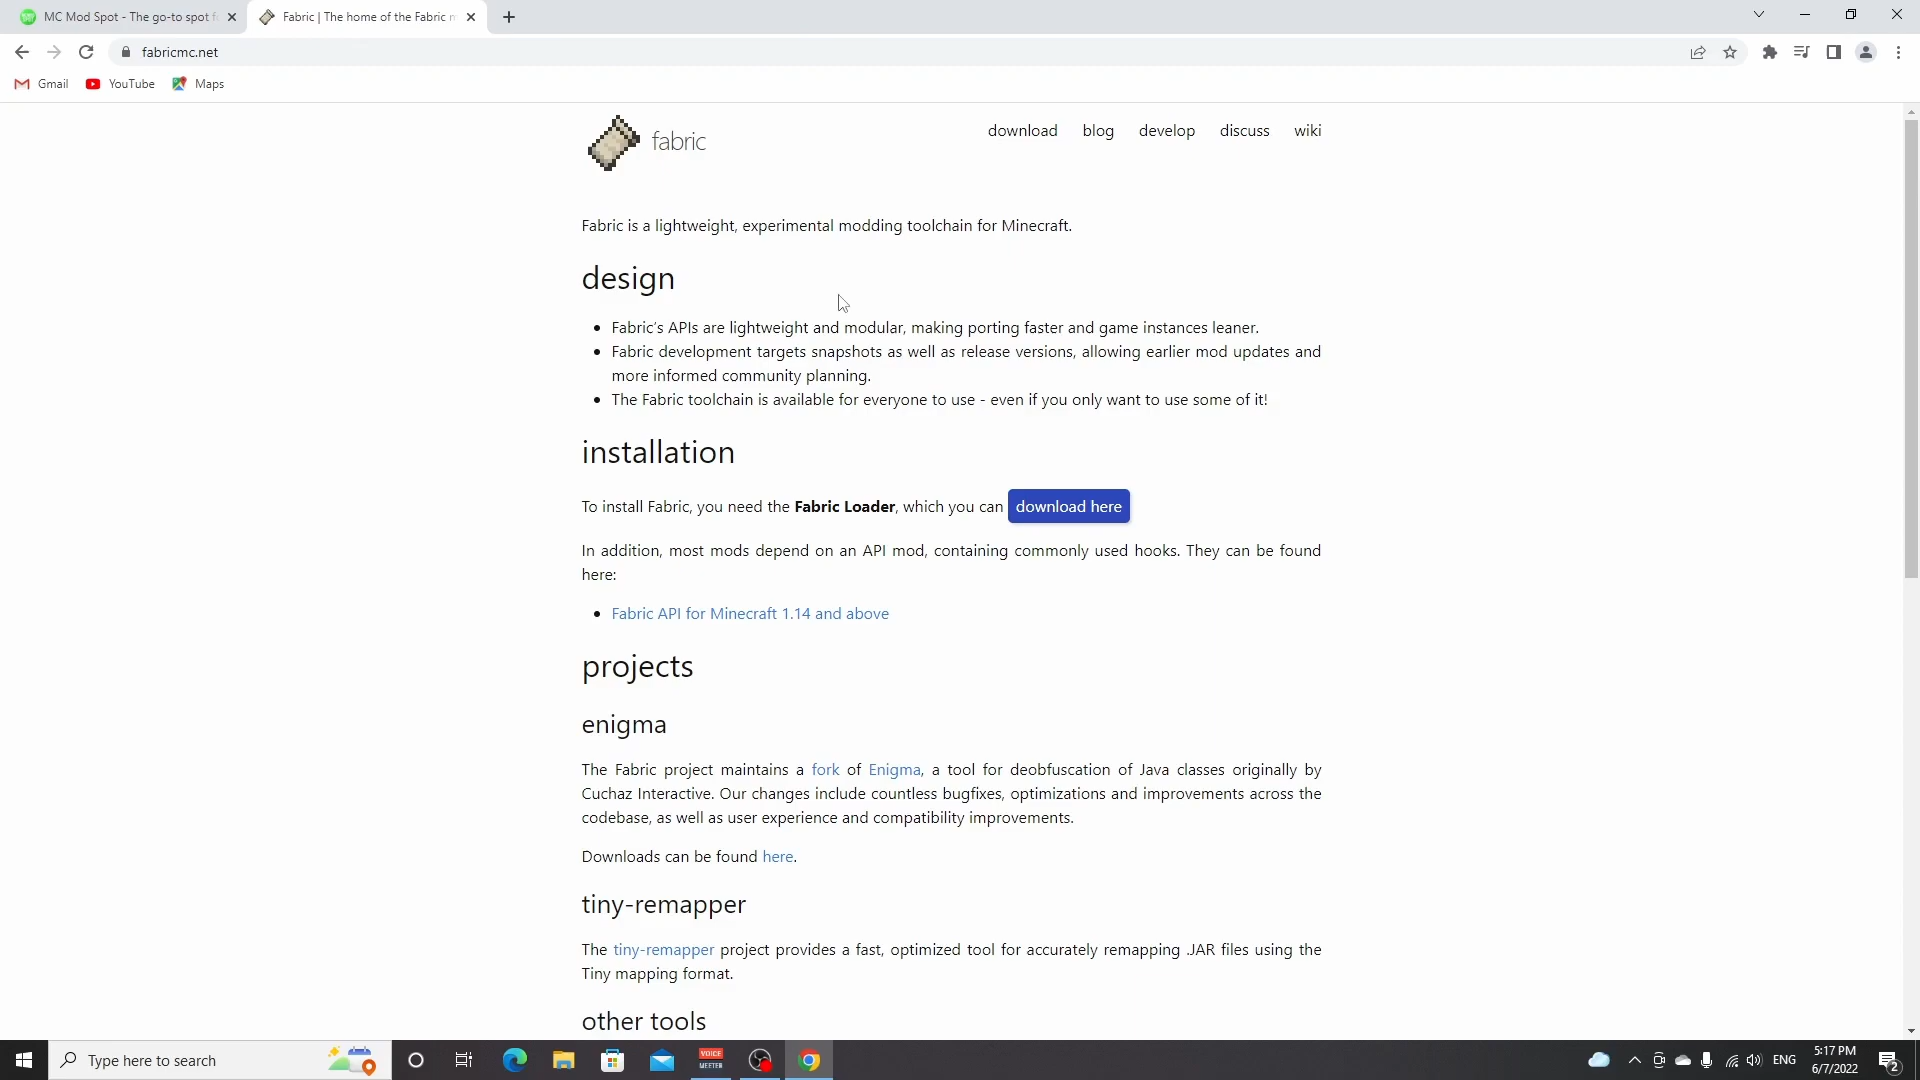 MC Mod Spot - The go-to spot f
Fabric | The home of the Fabric m
fabricmc.net
Gmail
YouTube
Maps
fabric
download
blog
develop
discuss
wiki
Fabric is a lightweight, experimental modding toolchain for Minecraft.
design
Fabric's APIs are lightweight and modular, making porting faster and game instances leaner.
Fabric development targets snapshots as well as release versions, allowing earlier mod updates and
more informed community planning.
The Fabric toolchain is available for everyone to use - even if you only want to use some of it!
installation
To install Fabric, you need the Fabric Loader, which you can download here
In addition, most mods depend on an API mod, containing commonly used hooks. They can be found
here:
Fabric API for Minecraft 1.14 and above
projects
enigma
The Fabric project maintains a fork of Enigma, a tool for deobfuscation of Java classes originally by
Cuchaz Interactive. Our changes include countless bugfixes, optimizations and improvements across the
codebase, as well as user experience and compatibility improvements.
Downloads can be found here.
tiny-remapper
The tiny-remapper project provides a fast, optimized tool for accurately remapping .JAR files using the
Tiny mapping format.
other tools
Type here to search
VOICE
MEETER
ENG
5:17 PM
6/7/2022
2